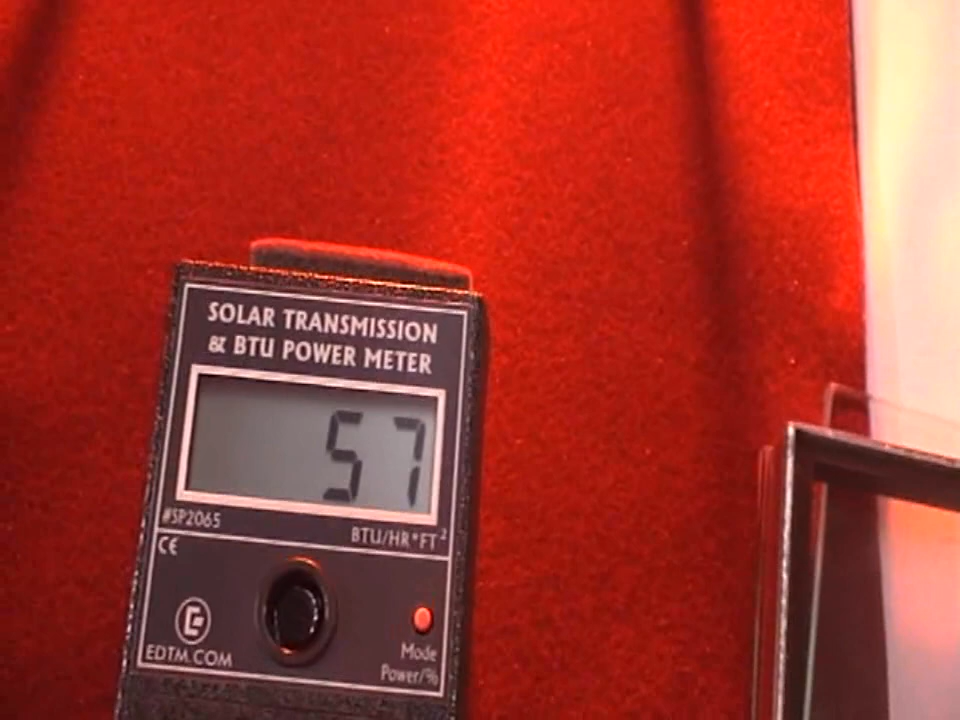 SOLAR TRANSMISSION
& BTU POWER METER
57
#SP2065
BTU/HR*FT²
CE
EDTM.COM
Mode
Power/%